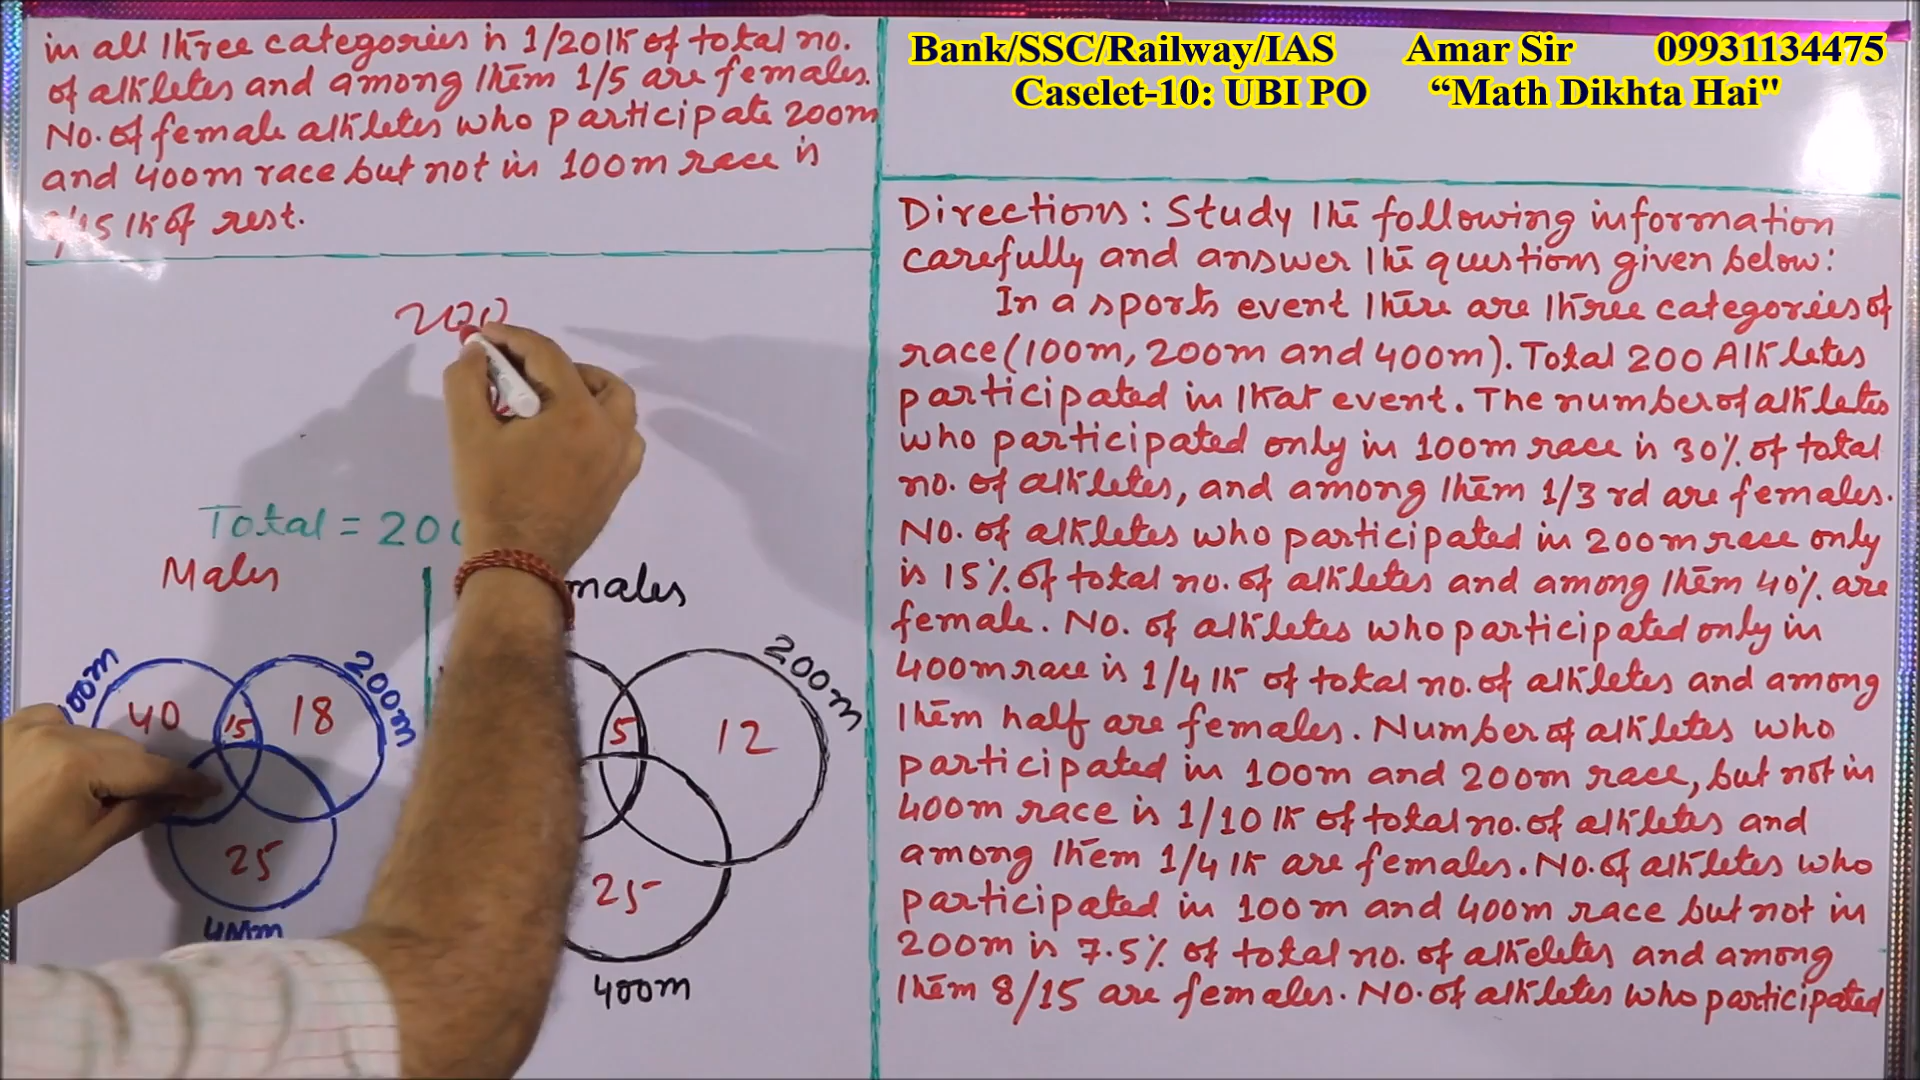 Bank/SSC/Railway/IAS Amar Sir 09931134475
Caselet-10: UBI PO “Math Dikhta Hai"
in all three categories is 1/20th of total no.
of athletes and among them 1/5 are females.
No. of female athletes who participate 200m
and 400m race but not in 100m race is
/15 th of rest.
200
Total = 20
Males
males
00m
200m
40
15
18
25
400m
200m
5
12
25
400m
Directions: Study the following information
carefully and answer the questions given below:
In a sports event there are three categories of
race (100m, 200m and 400m). Total 200 Athletes
participated in that event. The number of athletes
who participated only in 100m race is 30% of total
no. of athletes, and among them 1/3 rd are females.
No. of athletes who participated in 200m race only
is 15% of total no. of athletes and among them 40% are
female. No. of athletes who participated only in
400m race is 1/4 th of total no. of athletes and among
them half are females. Number of athletes who
participated in 100m and 200m race, but not in
400m race is 1/10 th of total no. of athletes and
among them 1/4 th are females. No. of athletes who
participated in 100m and 400m race but not in
200m is 7.5% of total no. of atheletes and among
them 8/15 are females. No. of athletes who participated